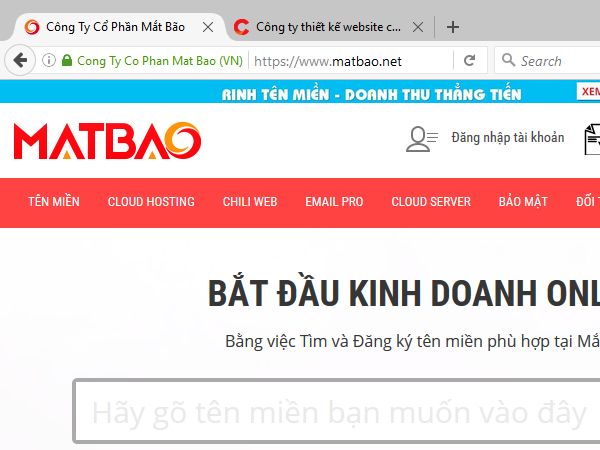 Công Ty Cổ Phần Mắt Bão
Công ty thiết kế website c...
Cong Ty Co Phan Mat Bao (VN) https://www.matbao.net Search
RINH TÊN MIỀN - DOANH THU THẲNG TIẾN XEM
MATBAO
Đăng nhập tài khoản
TÊN MIỀN CLOUD HOSTING CHILI WEB EMAIL PRO CLOUD SERVER BẢO MẬT ĐỐI T
BẮT ĐẦU KINH DOANH ONL
Bằng việc Tìm và Đăng ký tên miền phù hợp tại Mắ
Hãy gõ tên miền bạn muốn vào đây